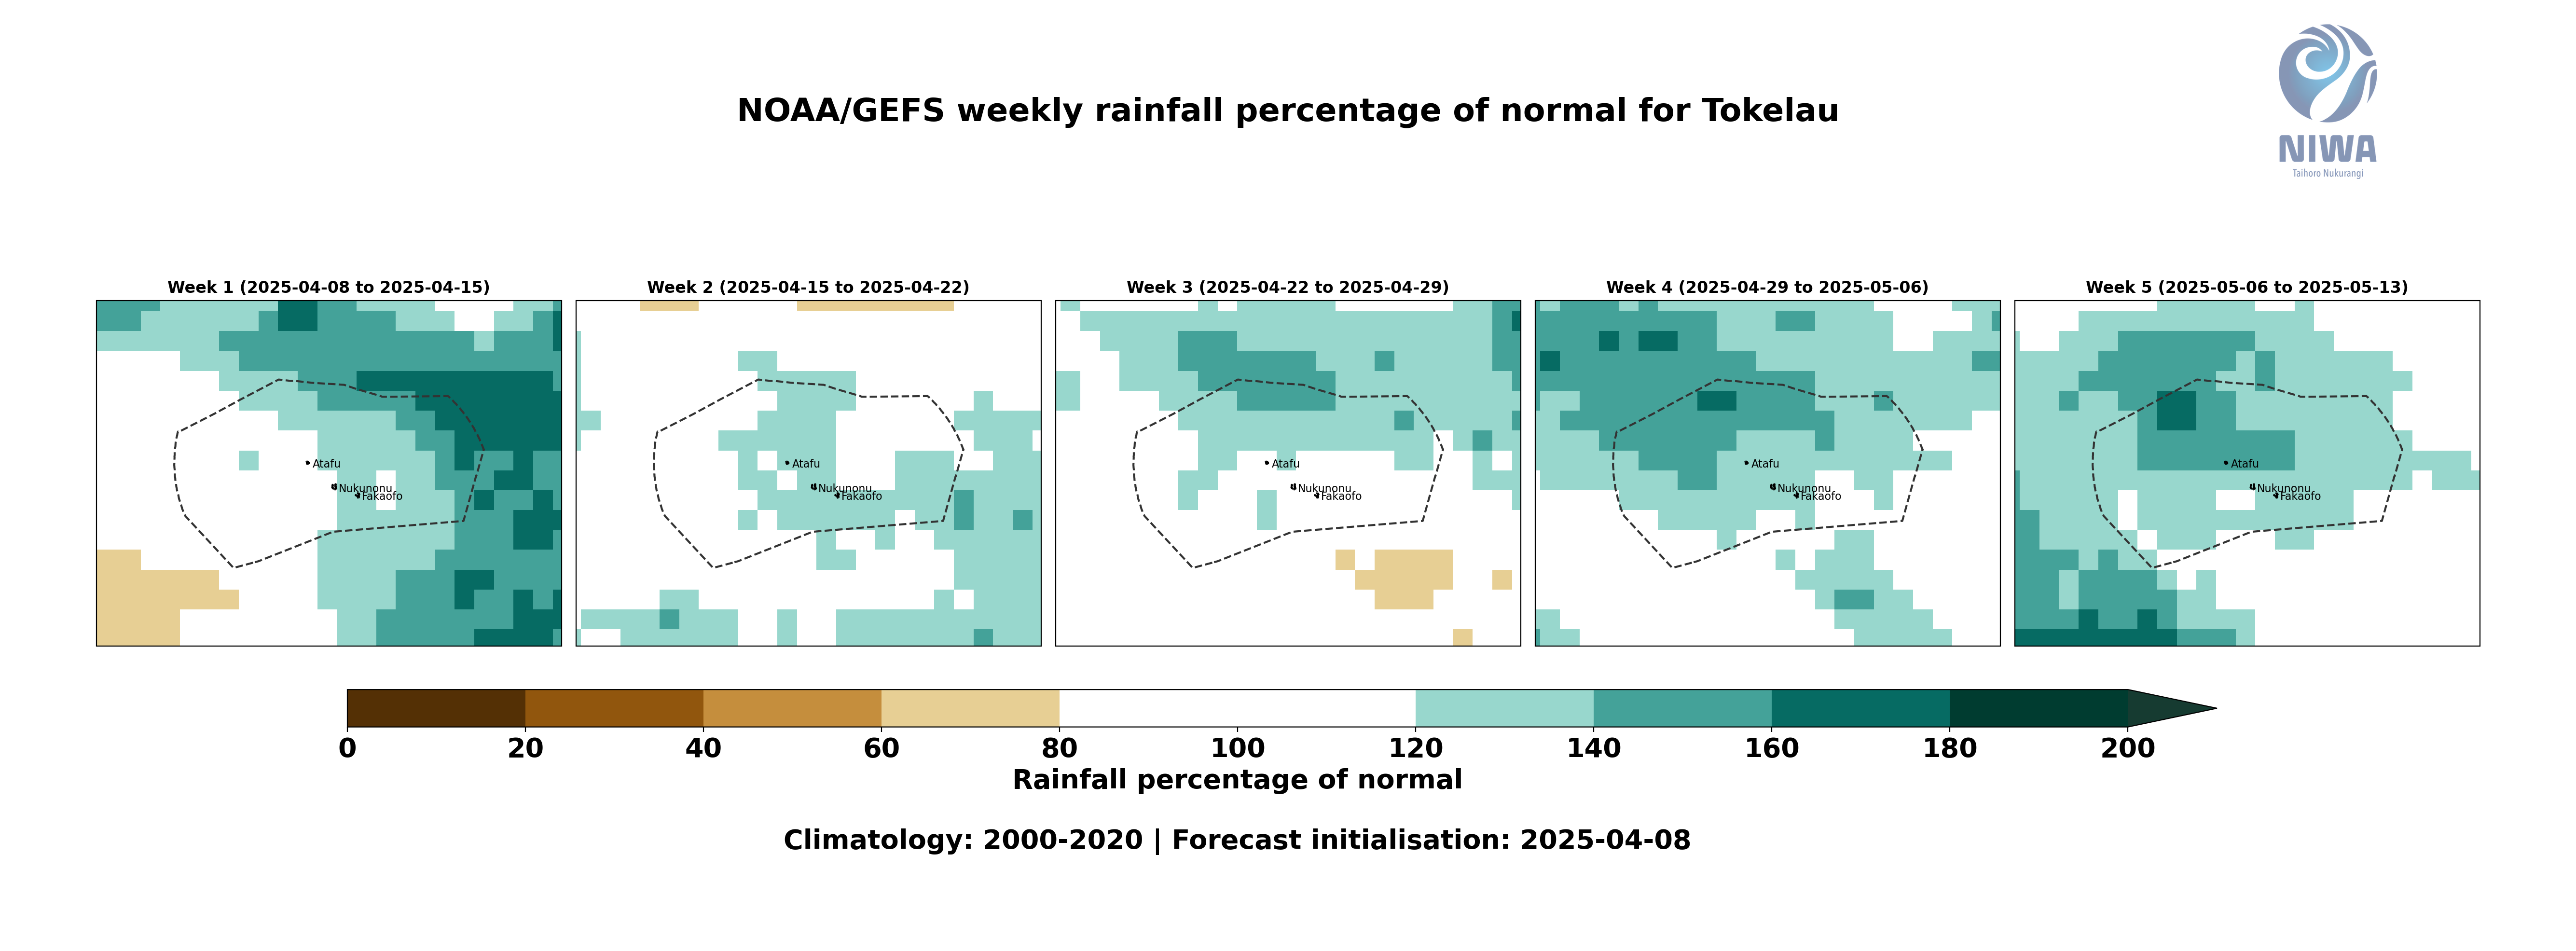 NOAA/GEFS weekly rainfall percentage of normal for Tokelau
NIWA
Taihoro Nukurangi
Week 1 (2025-04-08 to 2025-04-15)
Week 2 (2025-04-15 to 2025-04-22)
Week 3 (2025-04-22 to 2025-04-29)
Week 4 (2025-04-29 to 2025-05-06)
Week 5 (2025-05-06 to 2025-05-13)
Atafu
Nukunonu
Fakaofo
Atafu
Nukunonu
Fakaofo
Atafu
Nukunonu
Fakaofo
Atafu
Nukunonu
Fakaofo
Atafu
Nukunonu
Fakaofo
0 20 40 60 80 100 120 140 160 180 200
Rainfall percentage of normal
Climatology: 2000-2020 | Forecast initialisation: 2025-04-08